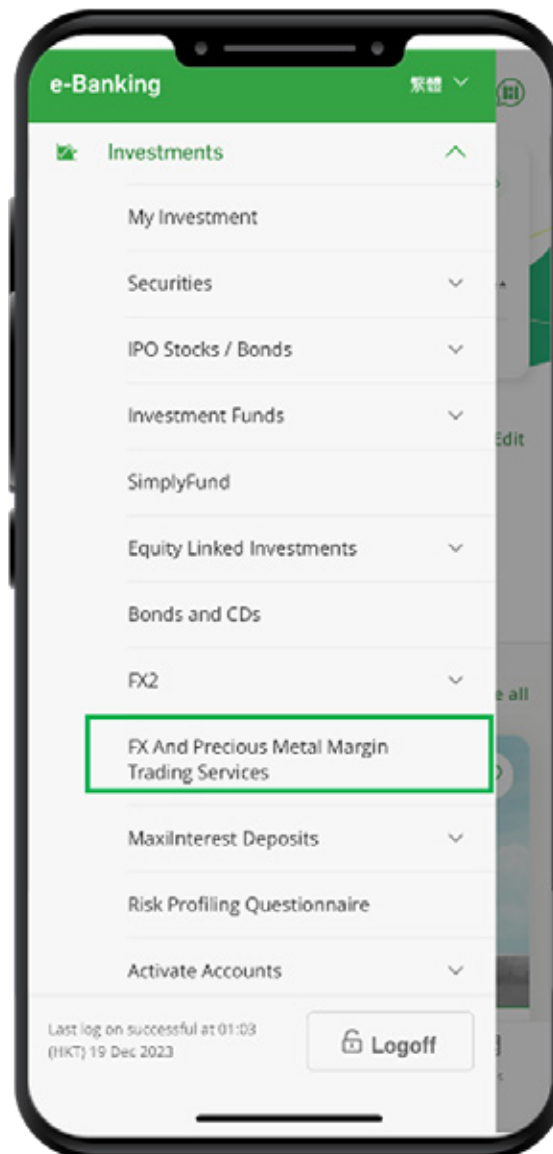 e-Banking
繁體
Investments
My Investment
Securities
IPO Stocks / Bonds
Investment Funds
Edit
SimplyFund
Equity Linked Investments
Bonds and CDs
FX2
e all
FX And Precious Metal Margin
Trading Services
MaxiInterest Deposits
Risk Profiling Questionnaire
Activate Accounts
Last log on successful at 01:03
(HKT) 19 Dec 2023
Logoff